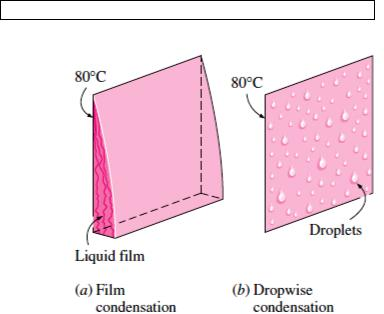 80°C
80°C
Droplets
Liquid film
(a) Film
condensation
(b) Dropwise
condensation